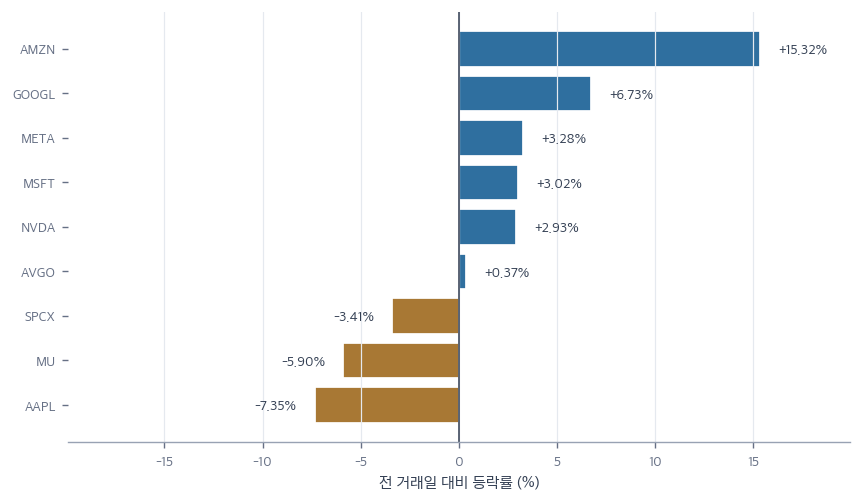 AMZN +15.32%
GOOGL +6.73%
META +3.28%
MSFT +3.02%
NVDA +2.93%
AVGO +0.37%
SPCX −3.41%
MU −5.90%
AAPL −7.35%
−15 −10 −5 0 5 10 15
전 거래일 대비 등락률 (%)